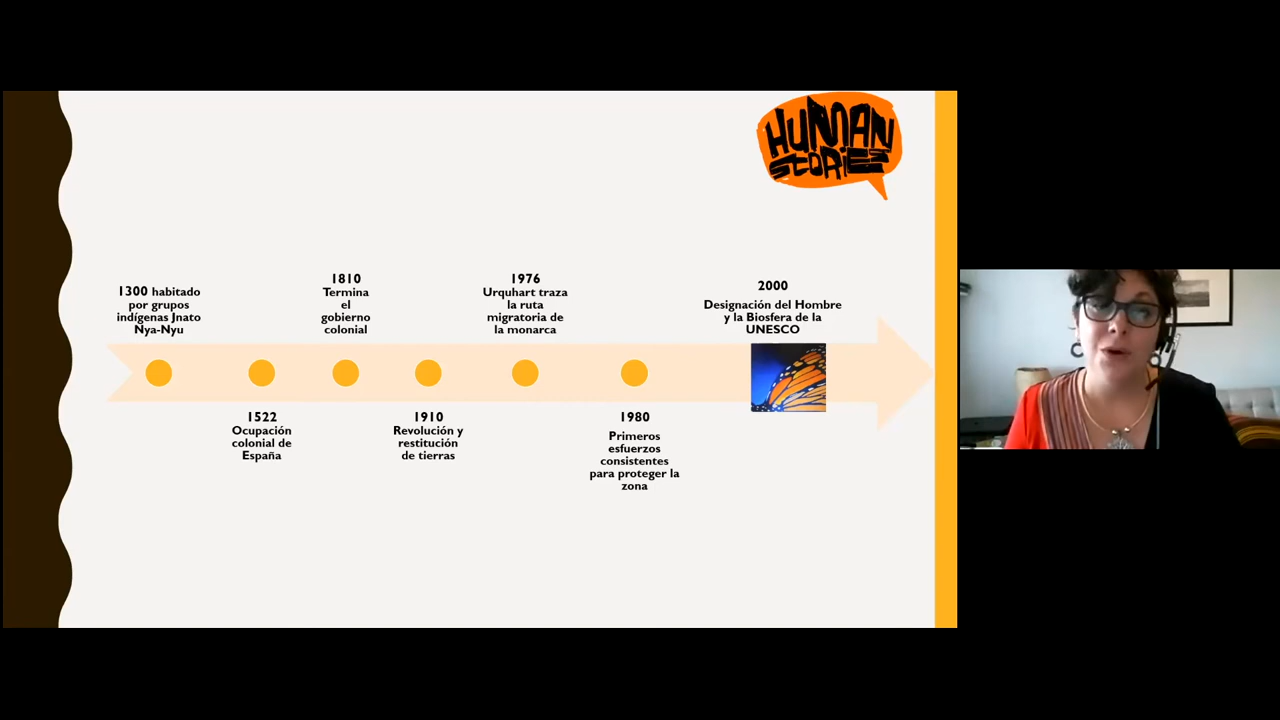 HUMAN
STORIES
1300 habitado
por grupos
indígenas Jnato
Nya-Nyu
1522
Ocupación
colonial de
España
1810
Termina
el
gobierno
colonial
1910
Revolución y
restitución
de tierras
1976
Urquhart traza
la ruta
migratoria de
la monarca
1980
Primeros
esfuerzos
consistentes
para proteger la
zona
2000
Designación del Hombre
y la Biosfera de la
UNESCO